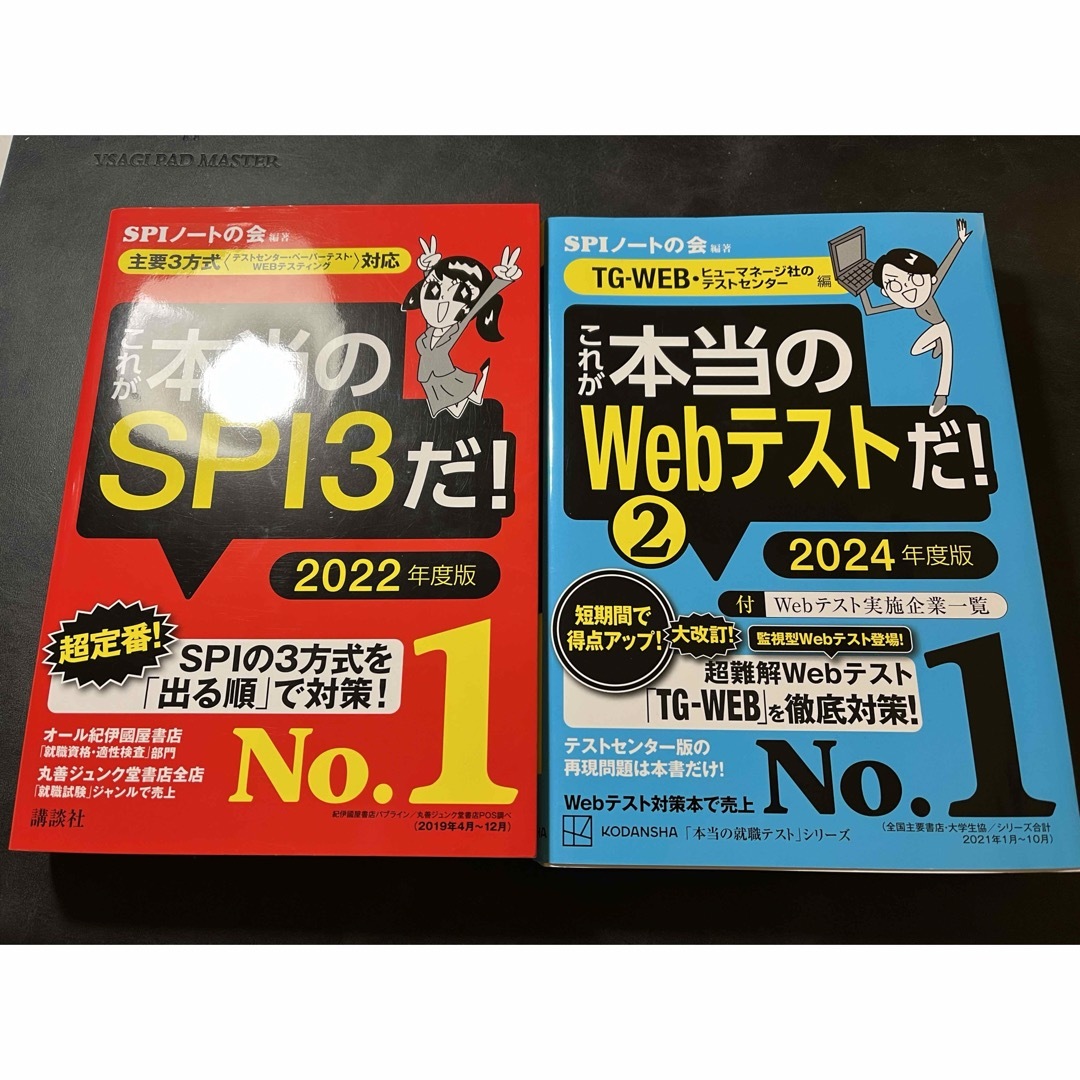 VSAGI PAD MASTER
SPIノートの会 編著
主要3方式〈テストセンター・ペーパーテスト・
WEBテスティング〉対応
これが
本当の
SPI3だ!
2022年度版
超定番!
SPIの3方式を
「出る順」で対策!
オール紀伊國屋書店
「就職資格・適性検査」部門
丸善ジュンク堂書店全店
「就職試験」ジャンルで売上
No.1
紀伊國屋書店パブライン/丸善ジュンク堂書店POS調べ
(2019年4月~12月)
講談社
SPIノートの会 編著
TG-WEB・ヒューマネージ社の
テストセンター 編
これが
本当の
Webテストだ!
2
2024年度版
付 Webテスト実施企業一覧
短期間で
得点アップ!
大改訂!
監視型Webテスト登場!
超難解Webテスト
「TG-WEB」を徹底対策!
テストセンター版の
再現問題は本書だけ!
Webテスト対策本で売上
No.1
KODANSHA「本当の就職テスト」シリーズ
(全国主要書店・大学生協/シリーズ合計
2021年1月~10月)